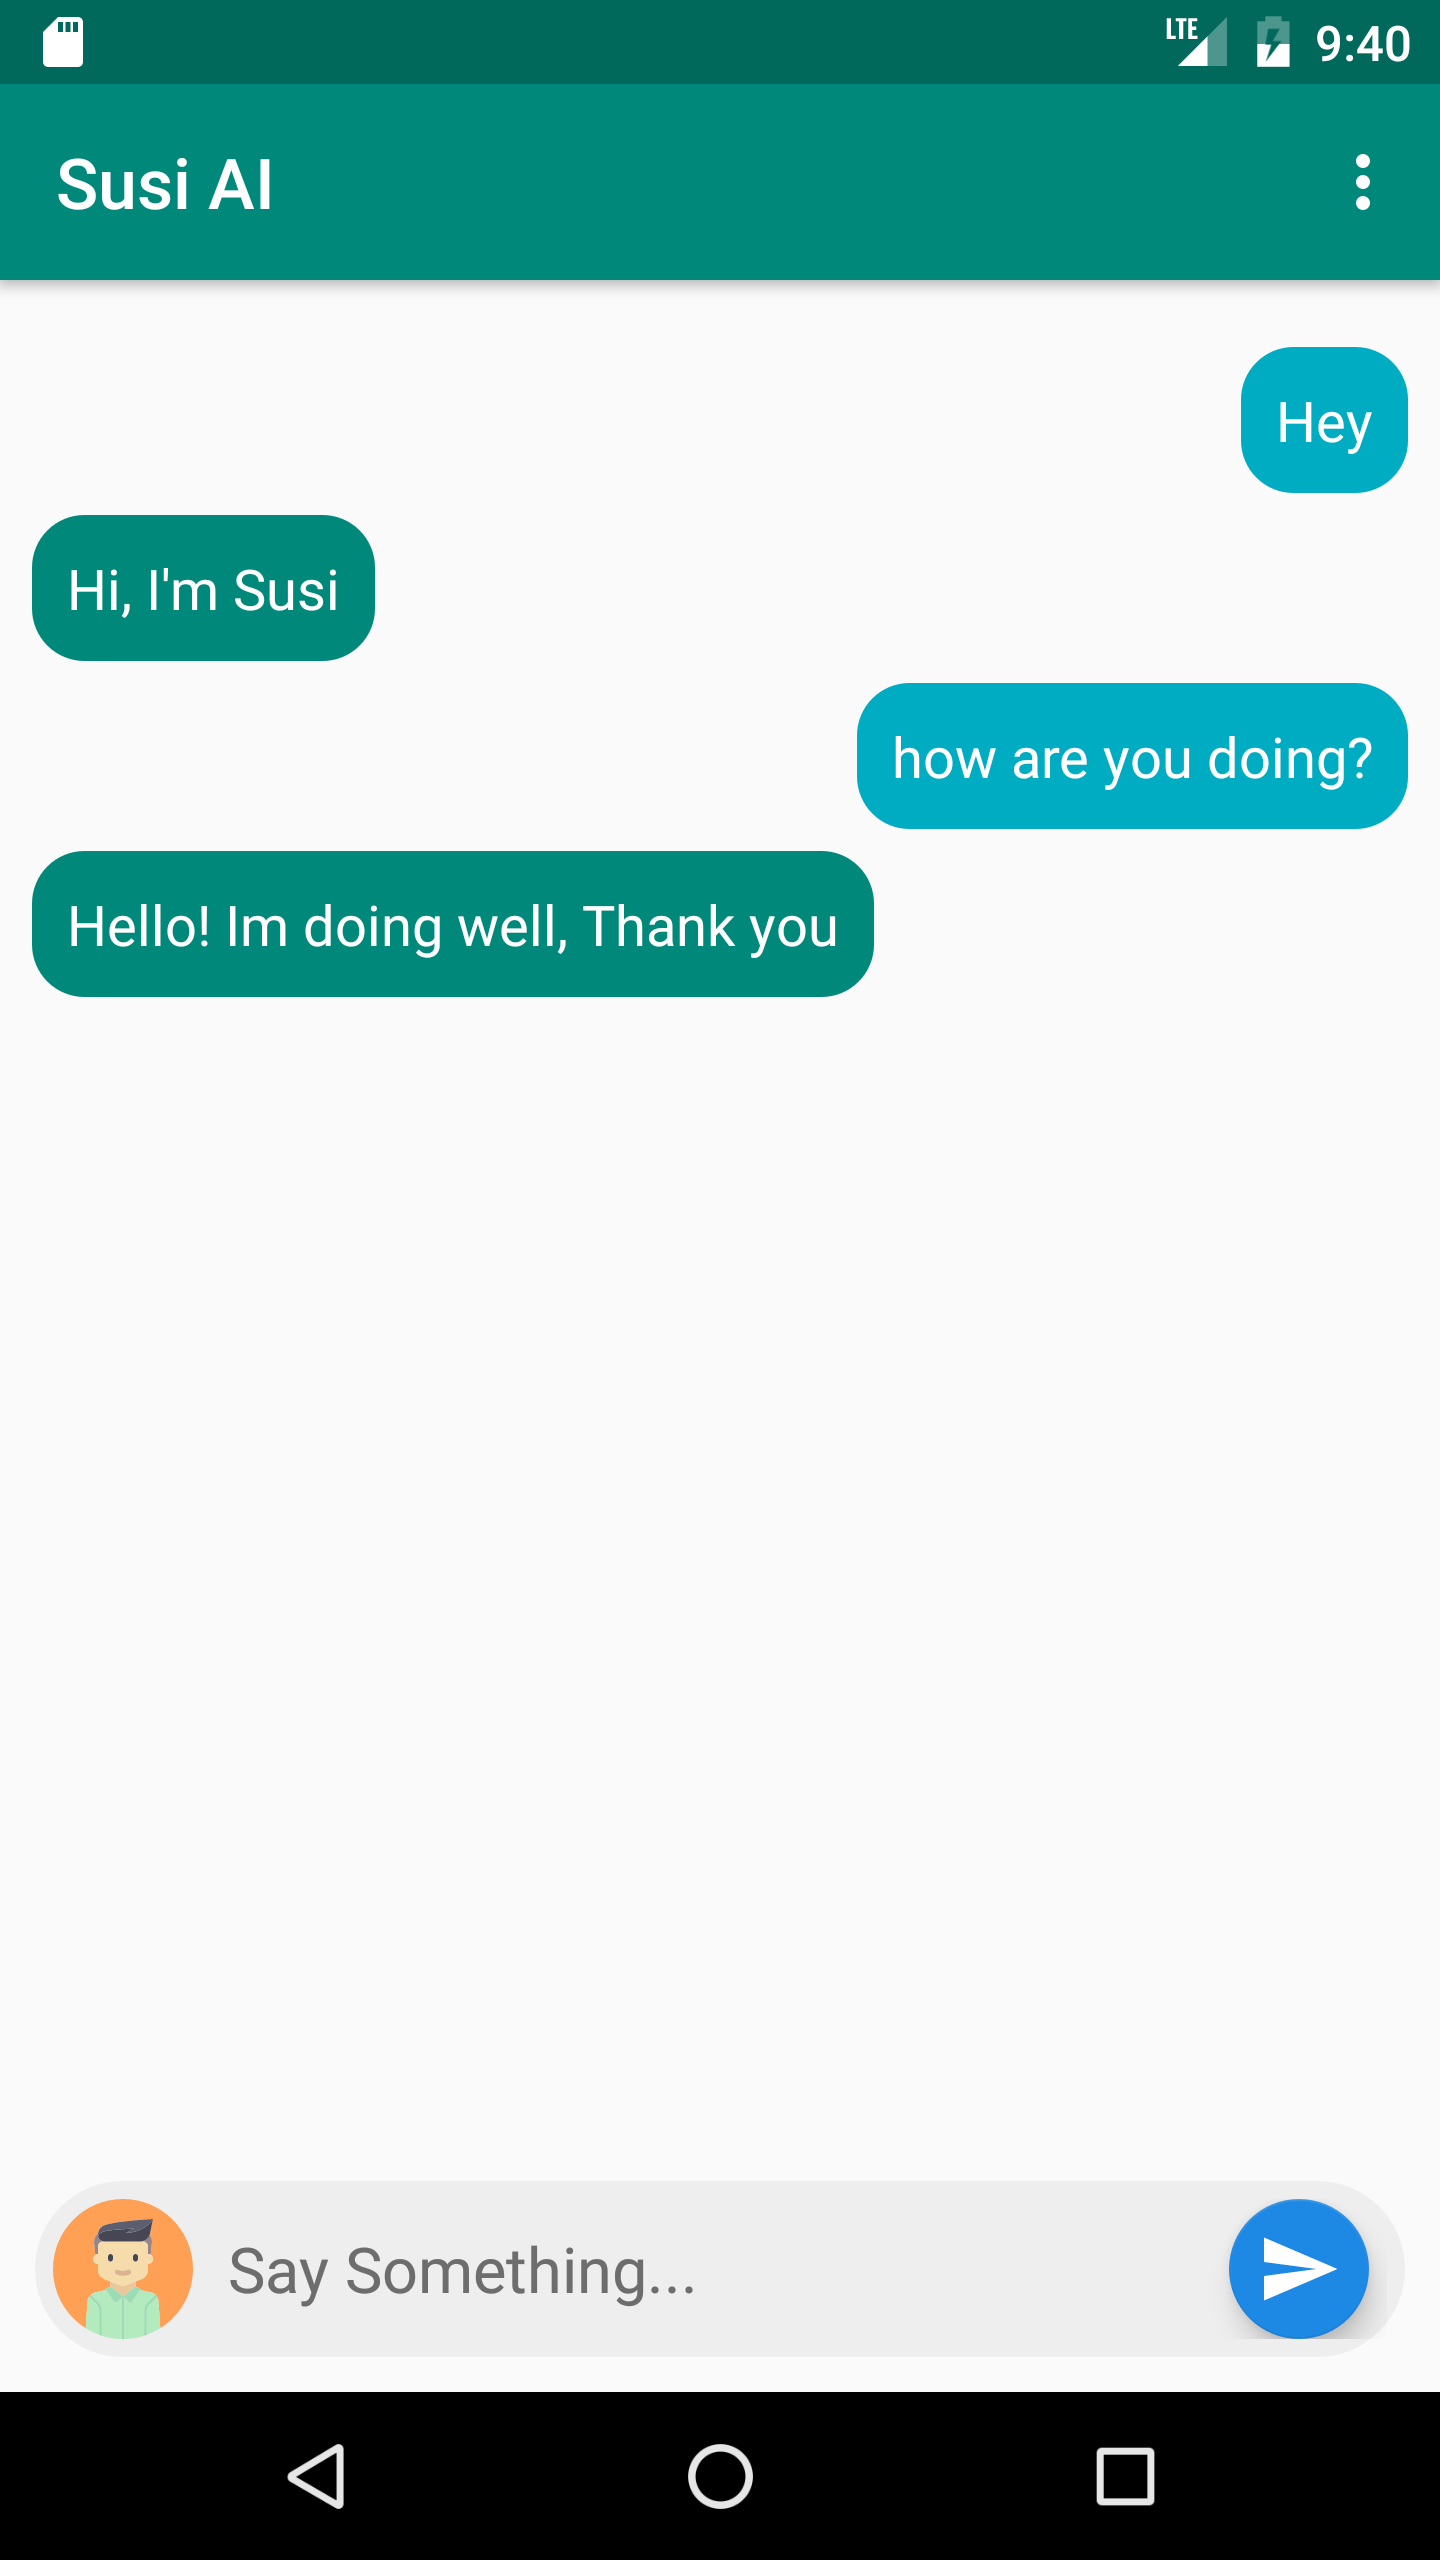 LTE 9:40
Susi AI
Hey
Hi, I'm Susi
how are you doing?
Hello! Im doing well, Thank you
Say Something...